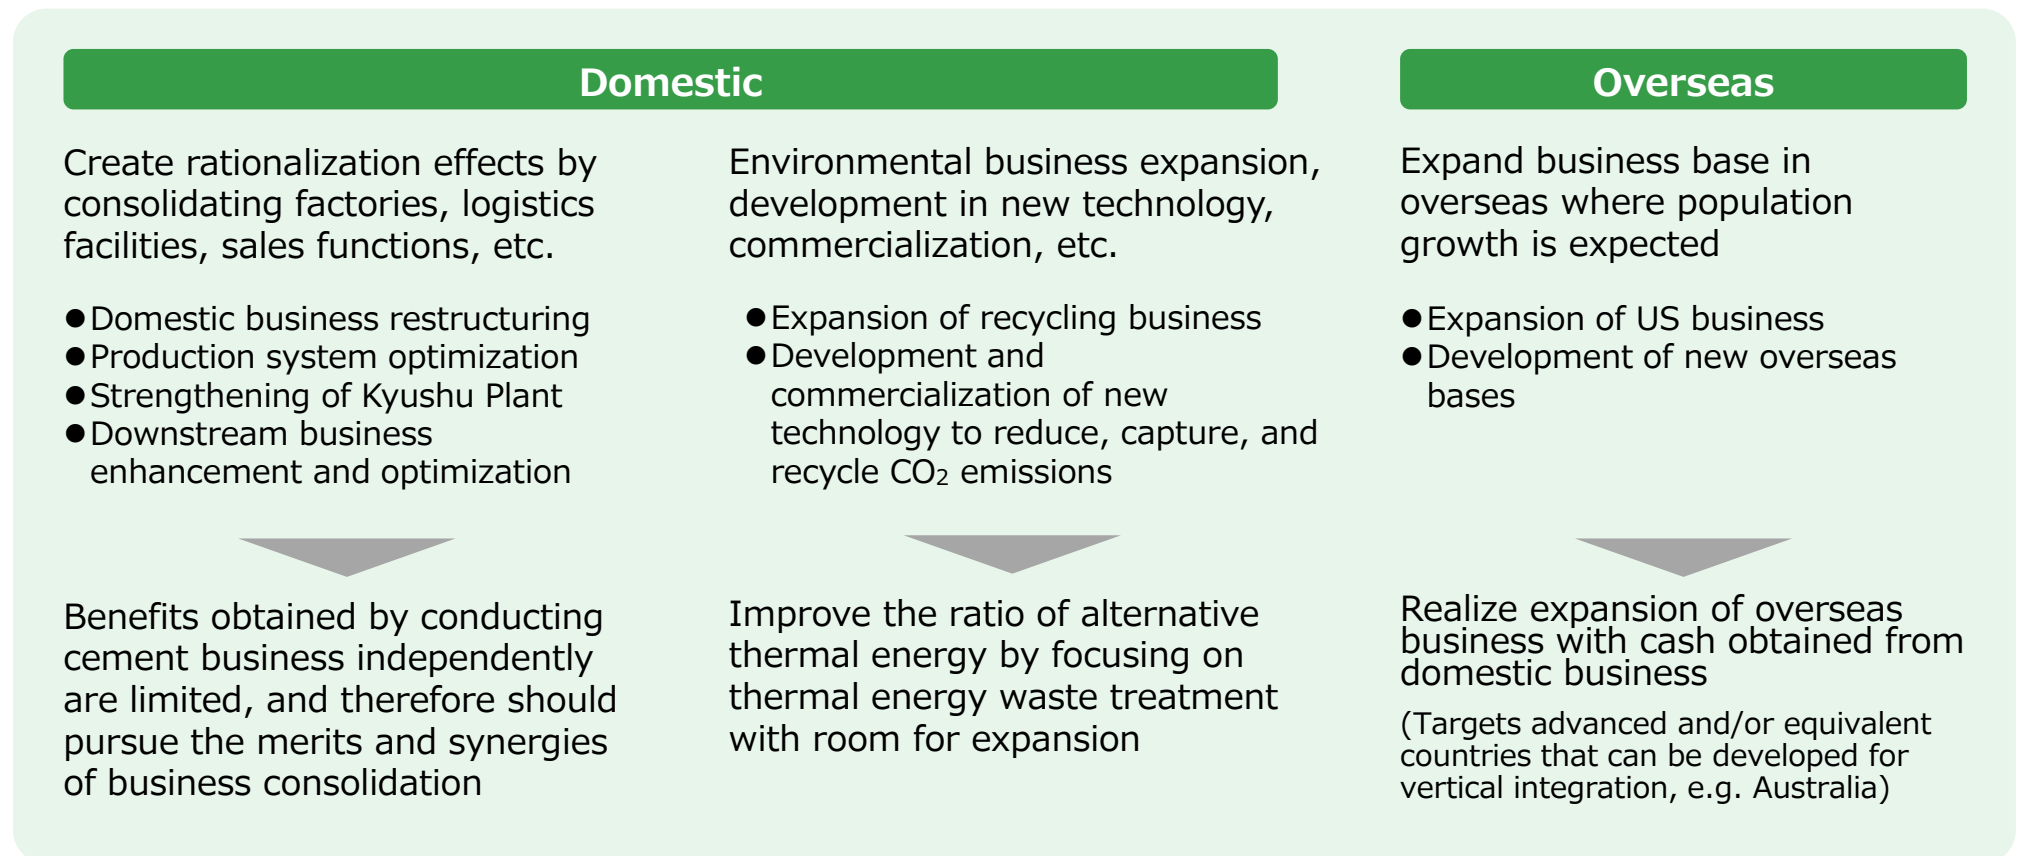 Domestic
Create rationalization effects by
consolidating factories, logistics
facilities, sales functions, etc.
●Domestic business restructuring
●Production system optimization
●Strengthening of Kyushu Plant
●Downstream business
enhancement and optimization
Benefits obtained by conducting
cement business independently
are limited, and therefore should
pursue the merits and synergies
of business consolidation
Environmental business expansion,
development in new technology,
commercialization, etc.
●Expansion of recycling business
●Development and
commercialization of new
technology to reduce, capture, and
recycle CO₂ emissions
Improve the ratio of alternative
thermal energy by focusing on
thermal energy waste treatment
with room for expansion
Overseas
Expand business base in
overseas where population
growth is expected
●Expansion of US business
●Development of new overseas
bases
Realize expansion of overseas
business with cash obtained from
domestic business
(Targets advanced and/or equivalent
countries that can be developed for
vertical integration, e.g. Australia)